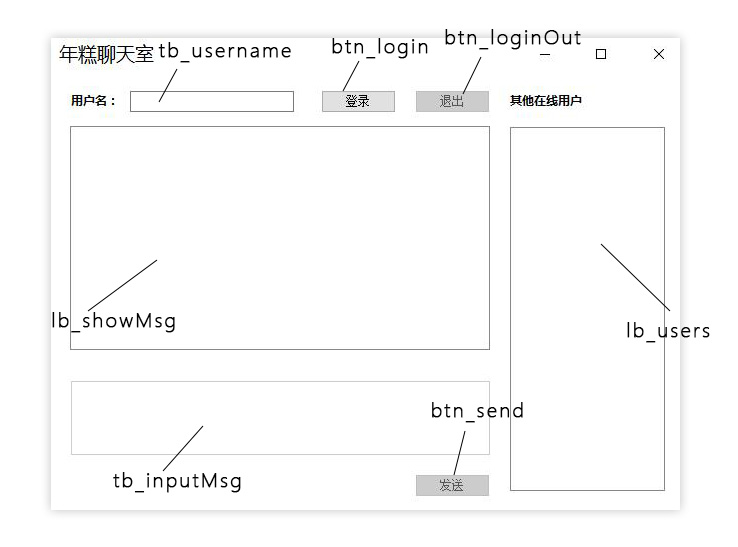 年糕聊天室
tb_username
btn_login
btn_loginOut
用户名：
登录
退出
其他在线用户
lb_showMsg
lb_users
btn_send
tb_inputMsg
发送